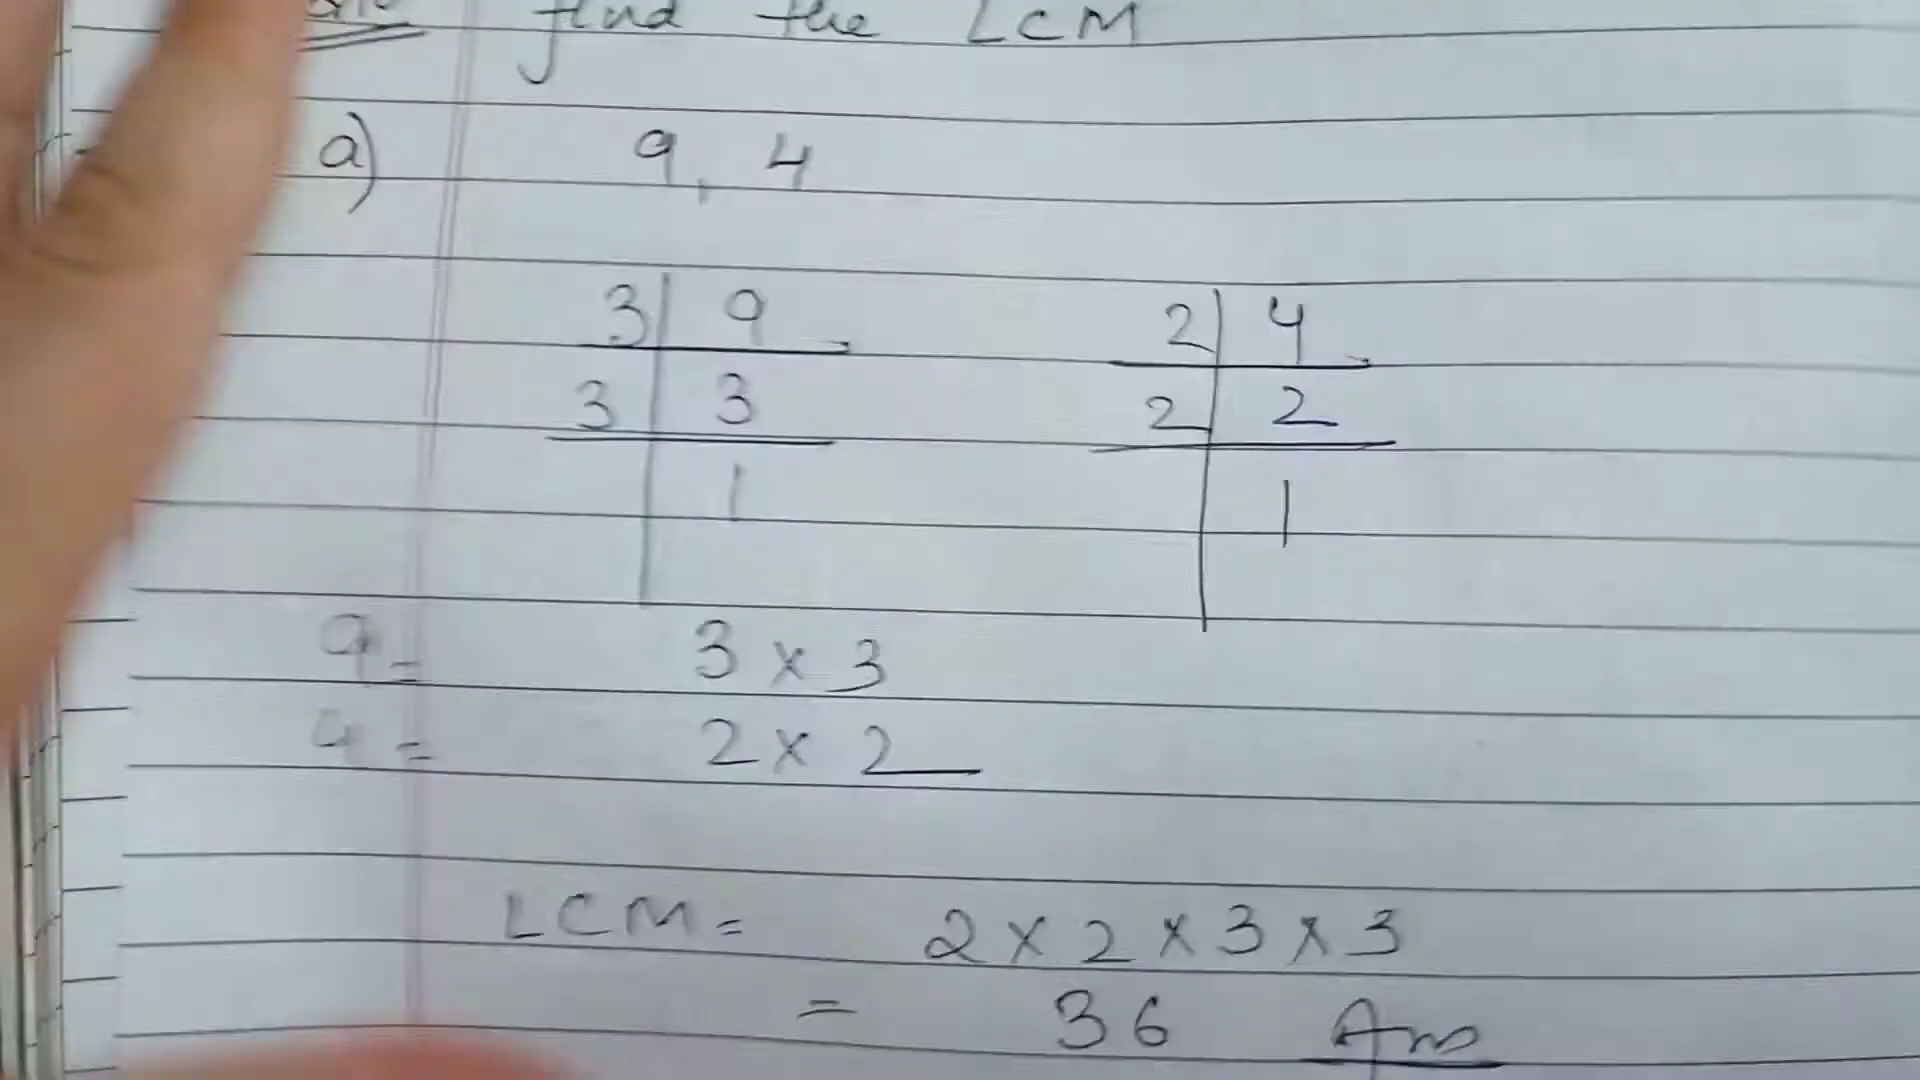 find the LCM
a) 9, 4
3 9 2 4
3 3 2 2
1 1
9= 3 x 3
4= 2 x 2
LCM= 2 x 2 x 3 x 3
= 36 Ans